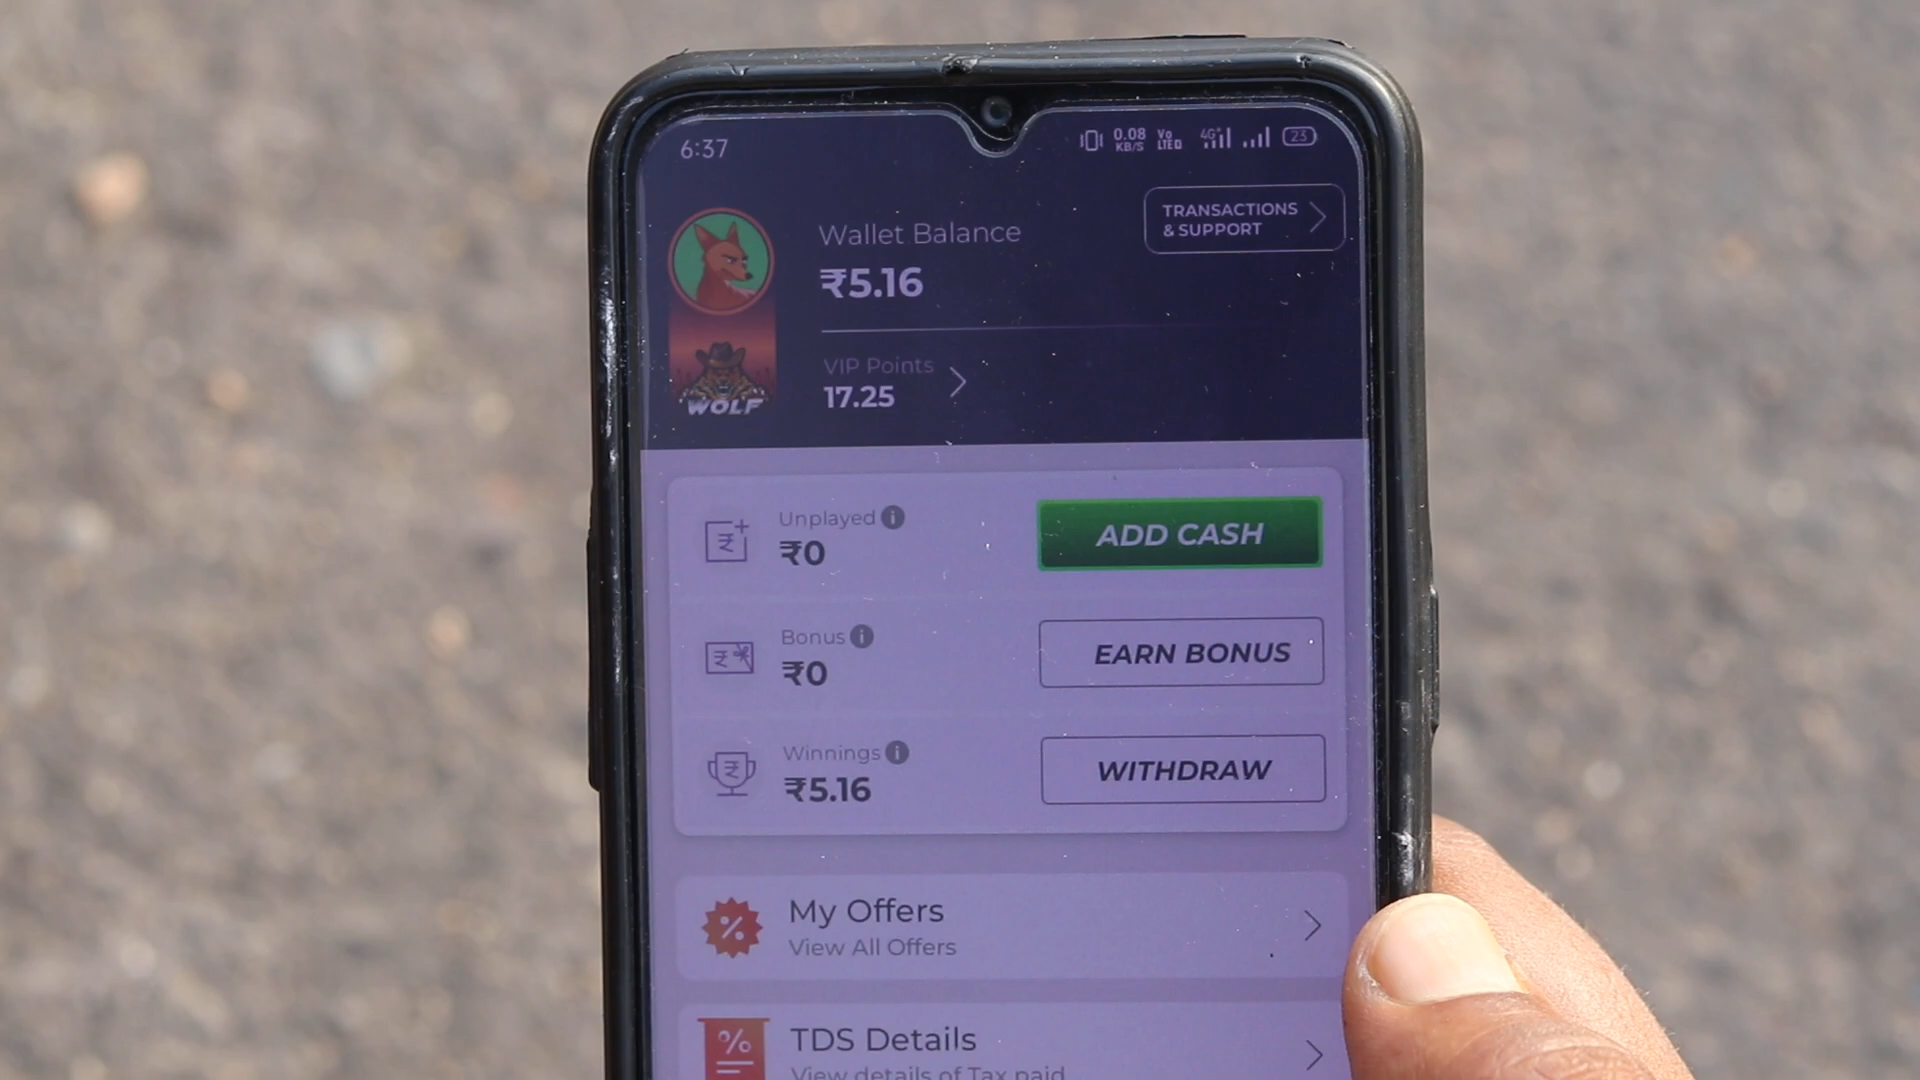 6:37
0.08
KB/S
Vo
LTE
4G+
23
Wallet Balance
₹5.16
TRANSACTIONS
& SUPPORT
VIP Points
17.25
WOLF
Unplayed
₹0
ADD CASH
Bonus
₹0
EARN BONUS
Winnings
₹5.16
WITHDRAW
My Offers
View All Offers
TDS Details
View details of Tax paid